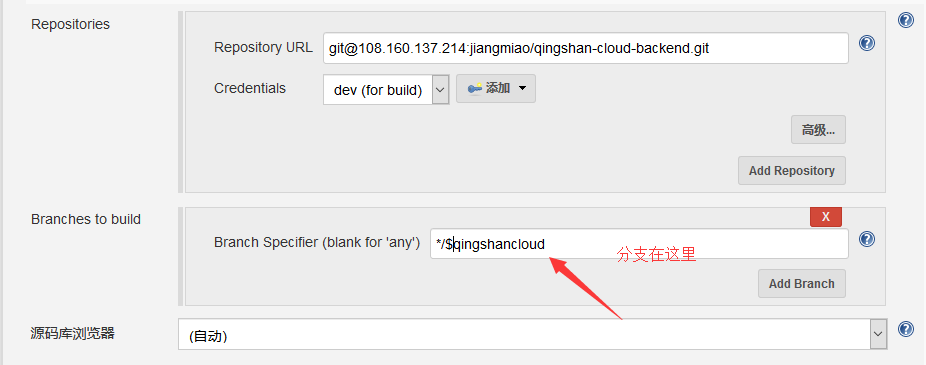 Repositories
Repository URL git@108.160.137.214:jiangmiao/qingshan-cloud-backend.git
Credentials dev (for build) 添加
高级...
Add Repository
Branches to build
X
Branch Specifier (blank for 'any') */$qingshancloud
分支在这里
Add Branch
源码库浏览器 (自动)